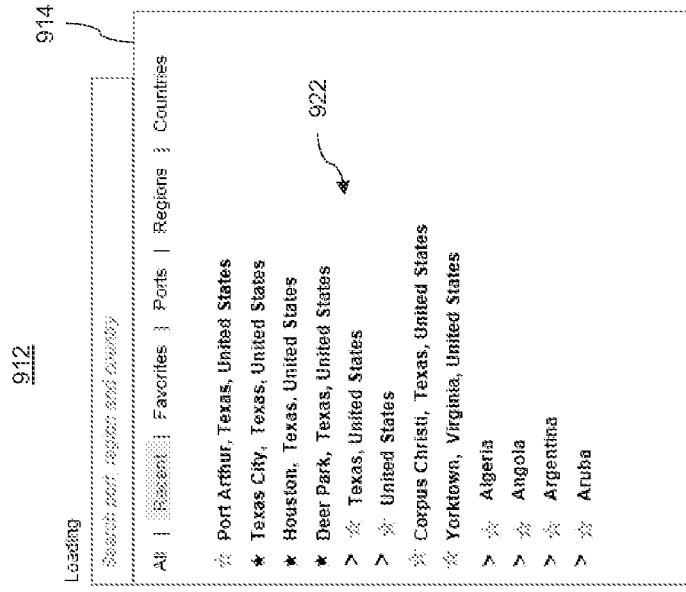 912
914
Loading
Search port, region and country
All | Recent | Favorites | Ports | Regions | Countries
922
☆ Port Arthur, Texas, United States
★ Texas City, Texas, United States
★ Houston, Texas, United States
★ Deer Park, Texas, United States
> ☆ Texas, United States
> ☆ United States
☆ Corpus Christi, Texas, United States
☆ Yorktown, Virginia, United States
> ☆ Algeria
> ☆ Angola
> ☆ Argentina
> ☆ Aruba